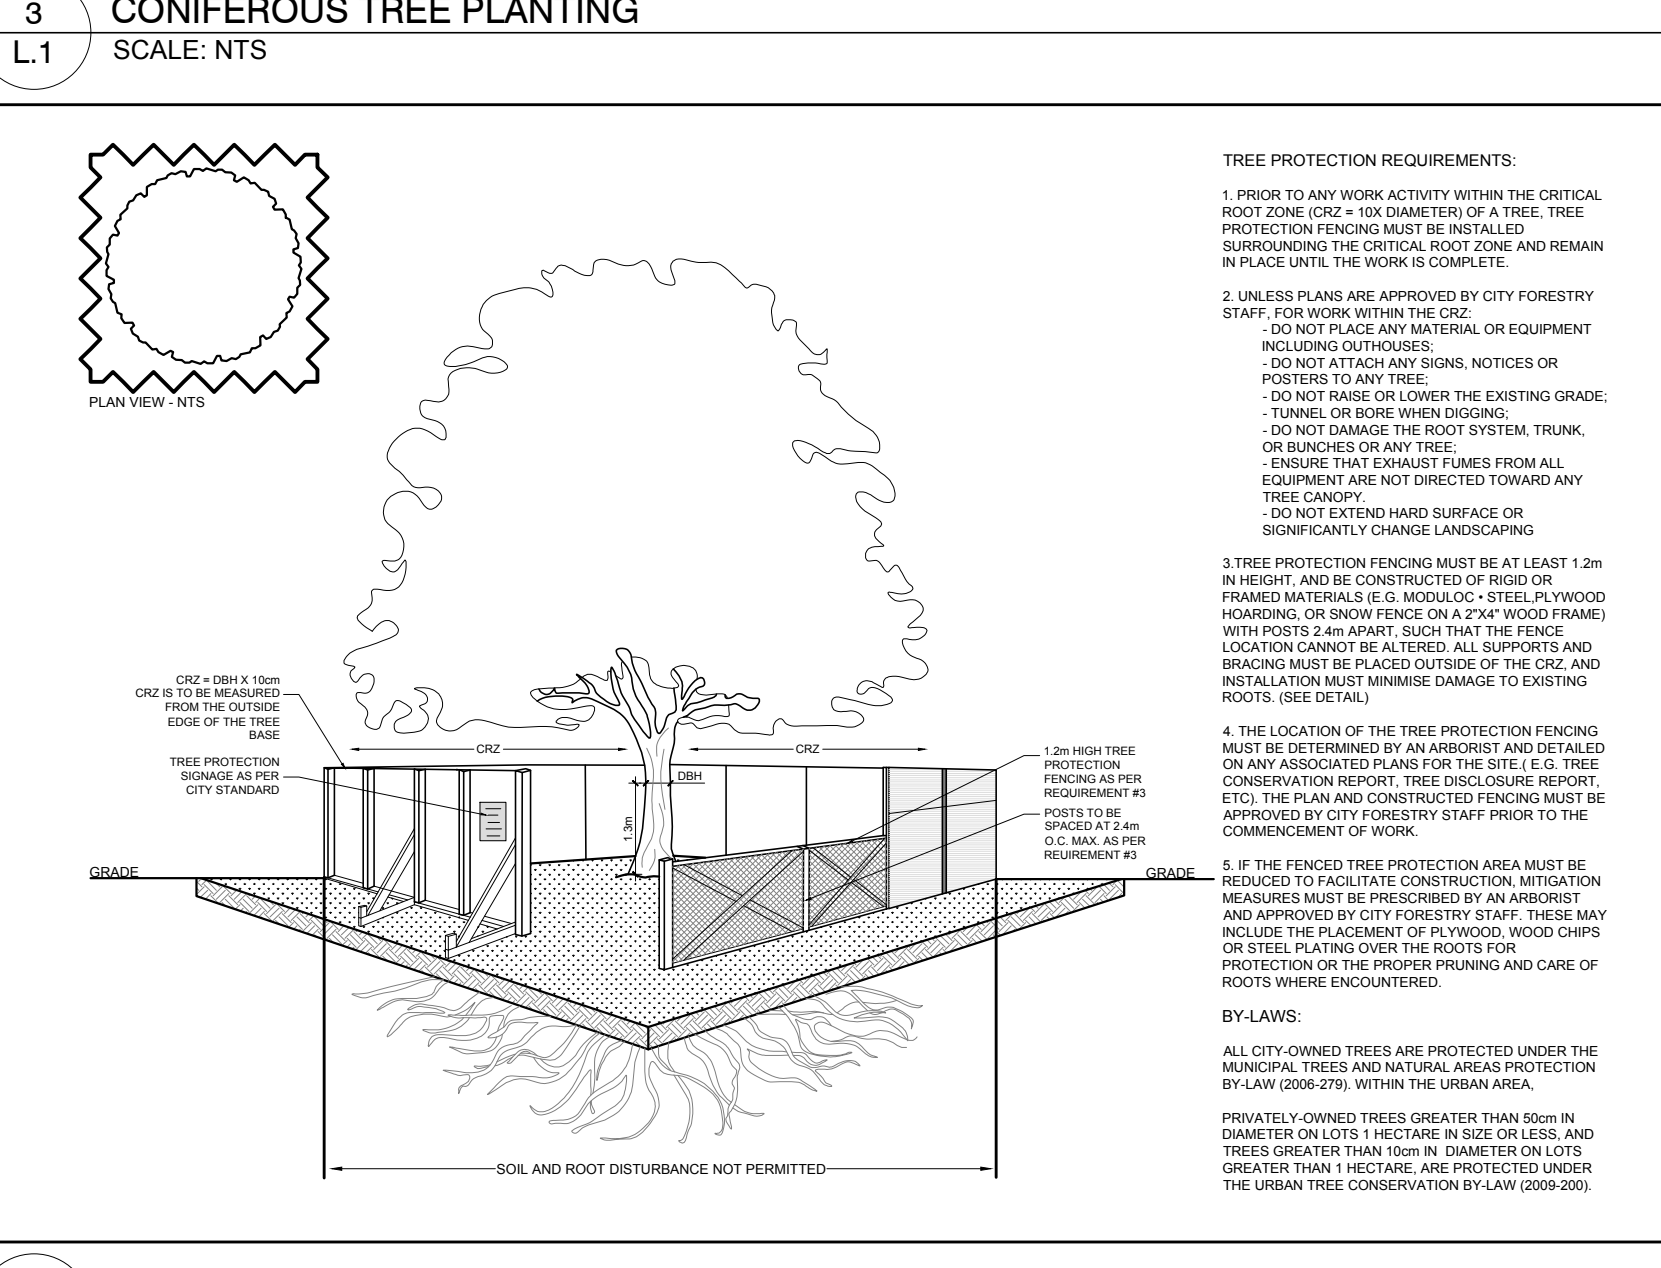 3
CONIFEROUS TREE PLANTING
L.1
SCALE: NTS
PLAN VIEW - NTS
CRZ = DBH X 10cm
CRZ IS TO BE MEASURED
FROM THE OUTSIDE
EDGE OF THE TREE
BASE
TREE PROTECTION
SIGNAGE AS PER
CITY STANDARD
GRADE
CRZ
CRZ
DBH
1.3m
1.2m HIGH TREE
PROTECTION
FENCING AS PER
REQUIREMENT #3
POSTS TO BE
SPACED AT 2.4m
O.C. MAX. AS PER
REUIREMENT #3
GRADE
SOIL AND ROOT DISTURBANCE NOT PERMITTED
TREE PROTECTION REQUIREMENTS:
1. PRIOR TO ANY WORK ACTIVITY WITHIN THE CRITICAL
ROOT ZONE (CRZ = 10X DIAMETER) OF A TREE, TREE
PROTECTION FENCING MUST BE INSTALLED
SURROUNDING THE CRITICAL ROOT ZONE AND REMAIN
IN PLACE UNTIL THE WORK IS COMPLETE.
2. UNLESS PLANS ARE APPROVED BY CITY FORESTRY
STAFF, FOR WORK WITHIN THE CRZ:
- DO NOT PLACE ANY MATERIAL OR EQUIPMENT
INCLUDING OUTHOUSES;
- DO NOT ATTACH ANY SIGNS, NOTICES OR
POSTERS TO ANY TREE;
- DO NOT RAISE OR LOWER THE EXISTING GRADE;
- TUNNEL OR BORE WHEN DIGGING;
- DO NOT DAMAGE THE ROOT SYSTEM, TRUNK,
OR BUNCHES OR ANY TREE;
- ENSURE THAT EXHAUST FUMES FROM ALL
EQUIPMENT ARE NOT DIRECTED TOWARD ANY
TREE CANOPY.
- DO NOT EXTEND HARD SURFACE OR
SIGNIFICANTLY CHANGE LANDSCAPING
3.TREE PROTECTION FENCING MUST BE AT LEAST 1.2m
IN HEIGHT, AND BE CONSTRUCTED OF RIGID OR
FRAMED MATERIALS (E.G. MODULOC • STEEL,PLYWOOD
HOARDING, OR SNOW FENCE ON A 2"X4" WOOD FRAME)
WITH POSTS 2.4m APART, SUCH THAT THE FENCE
LOCATION CANNOT BE ALTERED. ALL SUPPORTS AND
BRACING MUST BE PLACED OUTSIDE OF THE CRZ, AND
INSTALLATION MUST MINIMISE DAMAGE TO EXISTING
ROOTS. (SEE DETAIL)
4. THE LOCATION OF THE TREE PROTECTION FENCING
MUST BE DETERMINED BY AN ARBORIST AND DETAILED
ON ANY ASSOCIATED PLANS FOR THE SITE.( E.G. TREE
CONSERVATION REPORT, TREE DISCLOSURE REPORT,
ETC). THE PLAN AND CONSTRUCTED FENCING MUST BE
APPROVED BY CITY FORESTRY STAFF PRIOR TO THE
COMMENCEMENT OF WORK.
5. IF THE FENCED TREE PROTECTION AREA MUST BE
REDUCED TO FACILITATE CONSTRUCTION, MITIGATION
MEASURES MUST BE PRESCRIBED BY AN ARBORIST
AND APPROVED BY CITY FORESTRY STAFF. THESE MAY
INCLUDE THE PLACEMENT OF PLYWOOD, WOOD CHIPS
OR STEEL PLATING OVER THE ROOTS FOR
PROTECTION OR THE PROPER PRUNING AND CARE OF
ROOTS WHERE ENCOUNTERED.
BY-LAWS:
ALL CITY-OWNED TREES ARE PROTECTED UNDER THE
MUNICIPAL TREES AND NATURAL AREAS PROTECTION
BY-LAW (2006-279). WITHIN THE URBAN AREA,
PRIVATELY-OWNED TREES GREATER THAN 50cm IN
DIAMETER ON LOTS 1 HECTARE IN SIZE OR LESS, AND
TREES GREATER THAN 10cm IN DIAMETER ON LOTS
GREATER THAN 1 HECTARE, ARE PROTECTED UNDER
THE URBAN TREE CONSERVATION BY-LAW (2009-200).